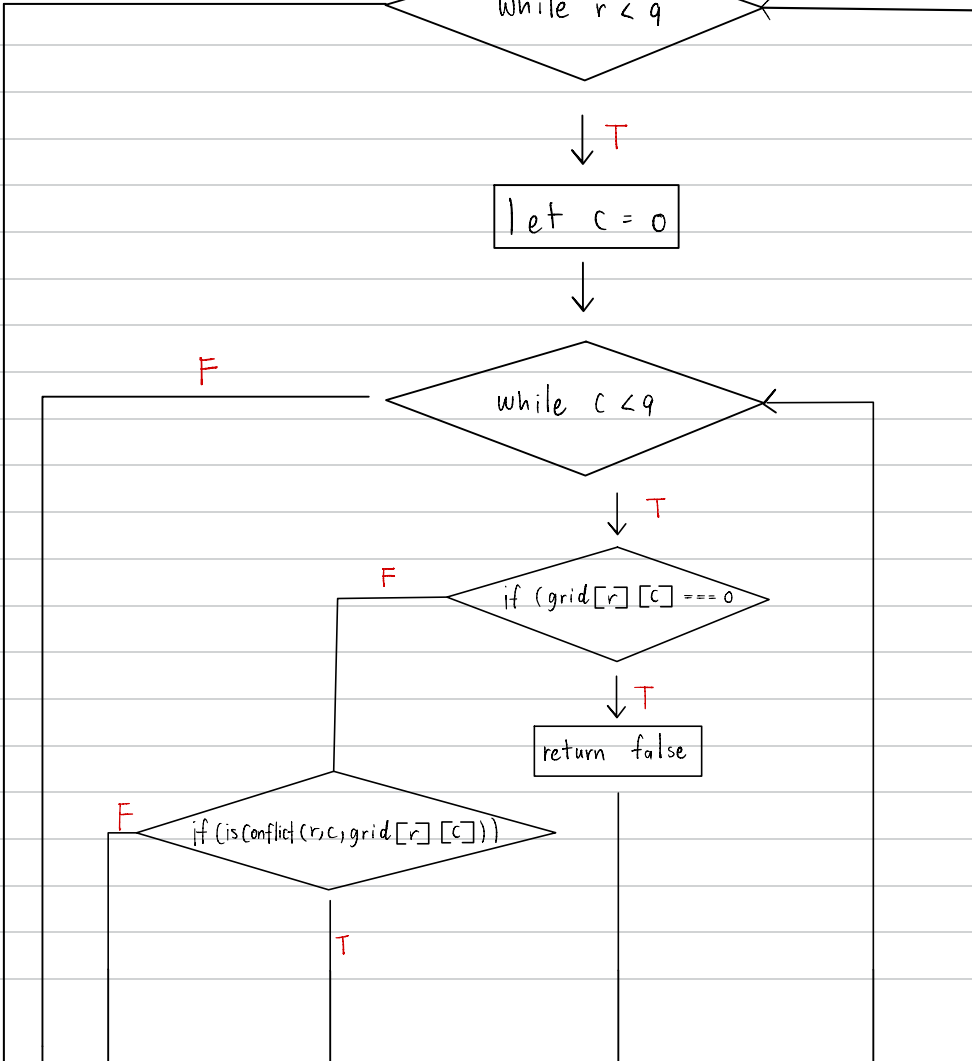 while r < 9
T
let c = 0
F
while c < 9
T
F
if (grid[r] [c] === 0
T
return false
F
if (isConflict(r,c,grid[r] [c]))
T